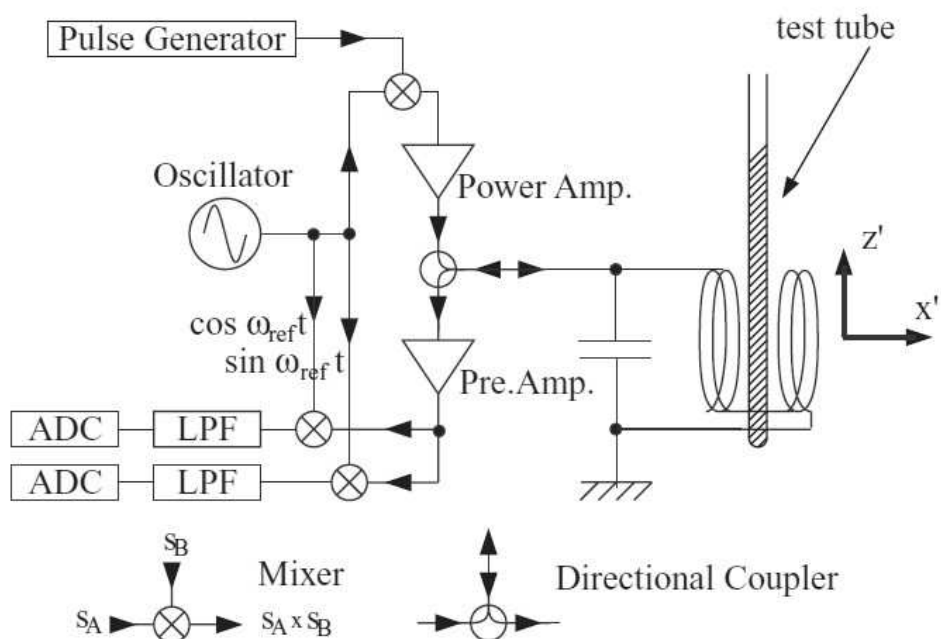 Pulse Generator
test tube
Oscillator
Power Amp.
z'
x'
cos ω_ref t
sin ω_ref t
Pre.Amp.
ADC LPF
ADC LPF
S_B
Mixer
Directional Coupler
S_A
S_A x S_B